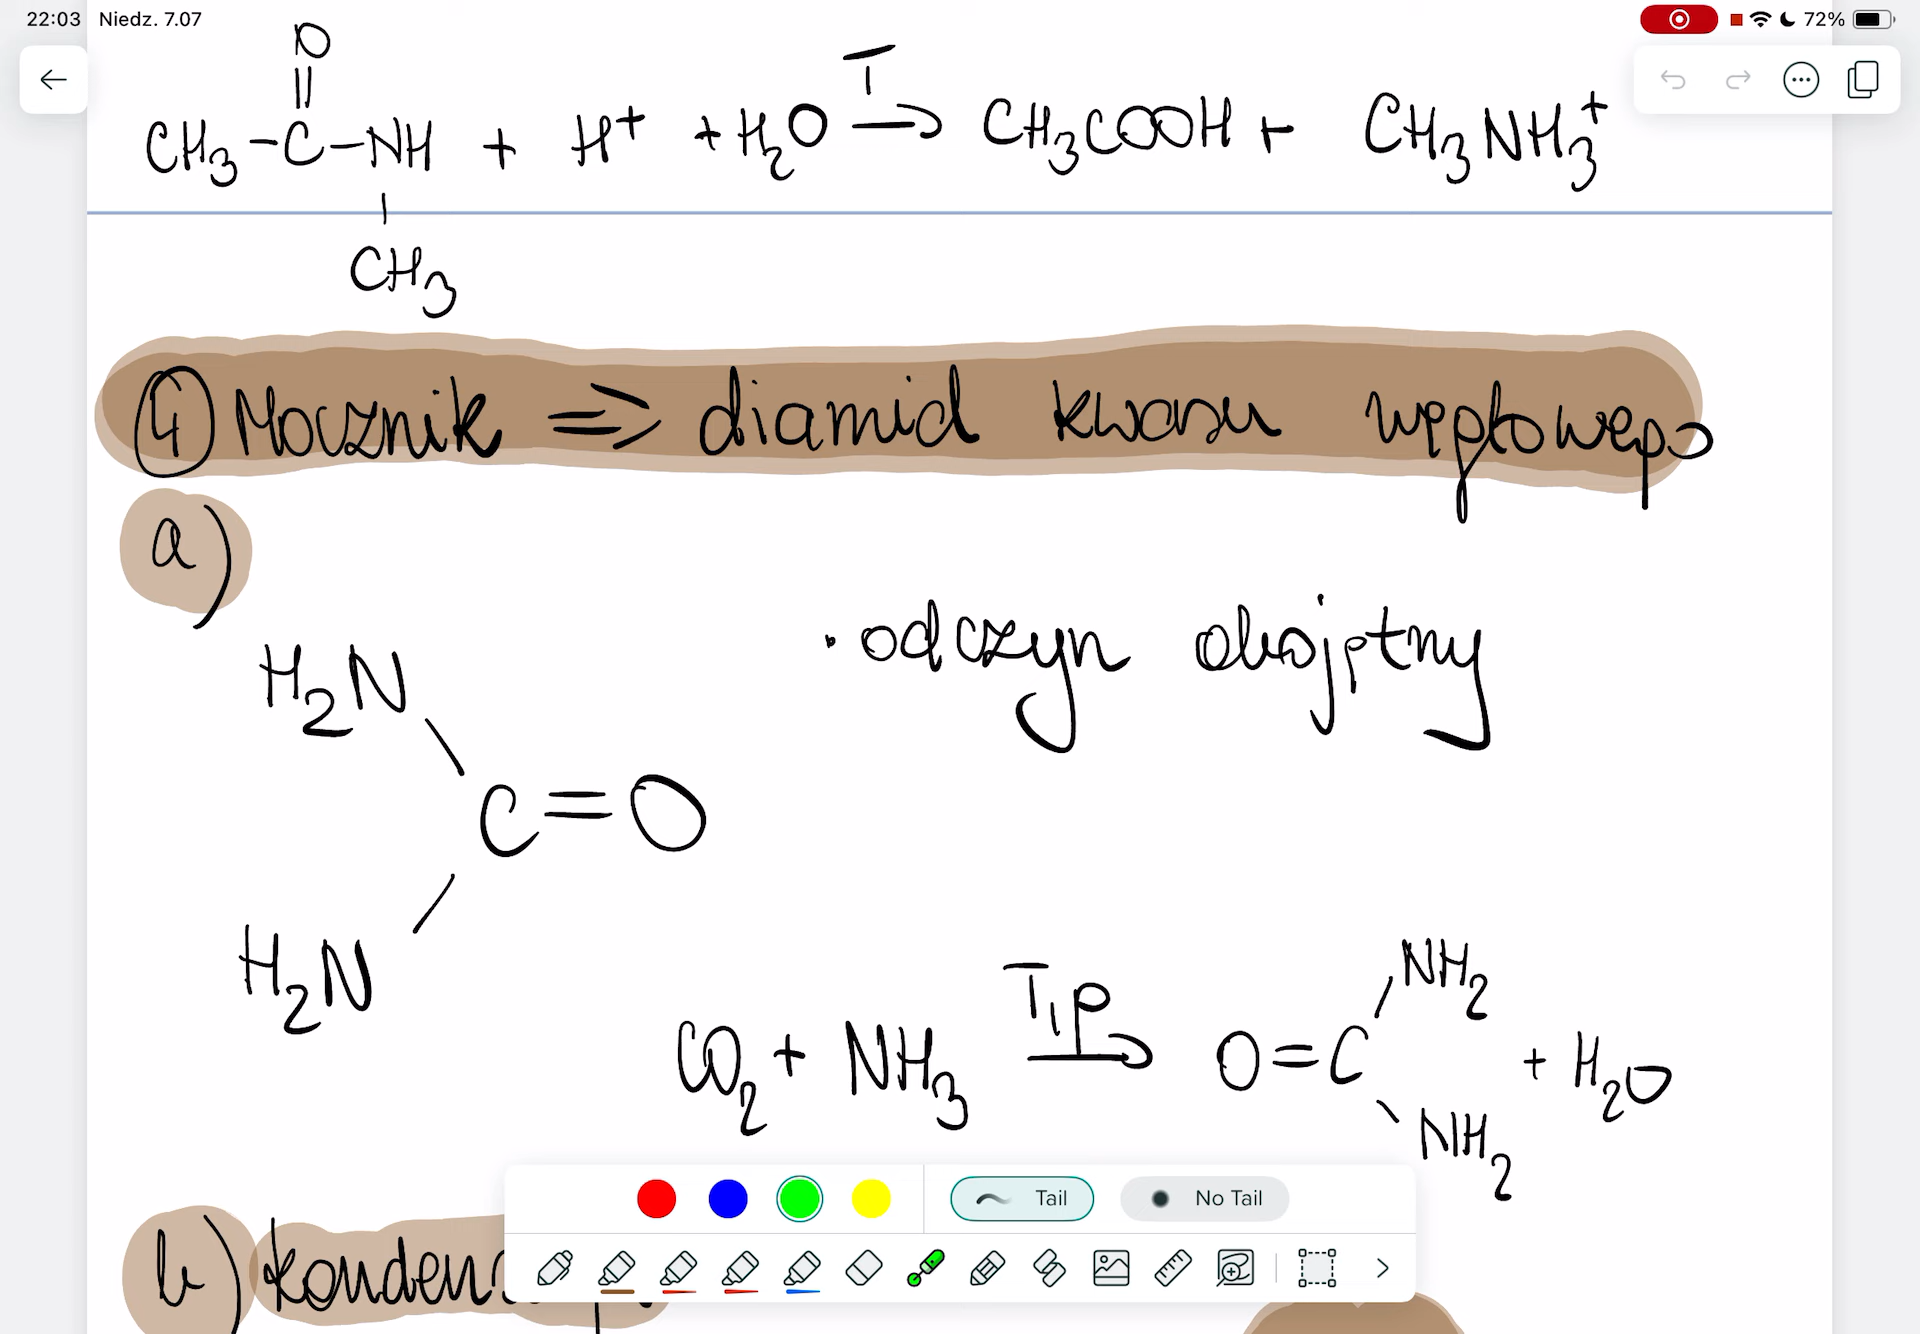 22:03 Niedz. 7.07 72%
O
||
CH₃-C-NH + H⁺ + H₂O T→ CH₃COOH + CH₃NH₃⁺
|
CH₃
④ Mocznik ⇒ diamid kwasu węglowego
a)
• odczyn obojętny
H₂N
\
C=O
/
H₂N
CO₂ + NH₃ T,p→ O=C + H₂O
/ NH₂
\ NH₂
Tail No Tail
b) konden